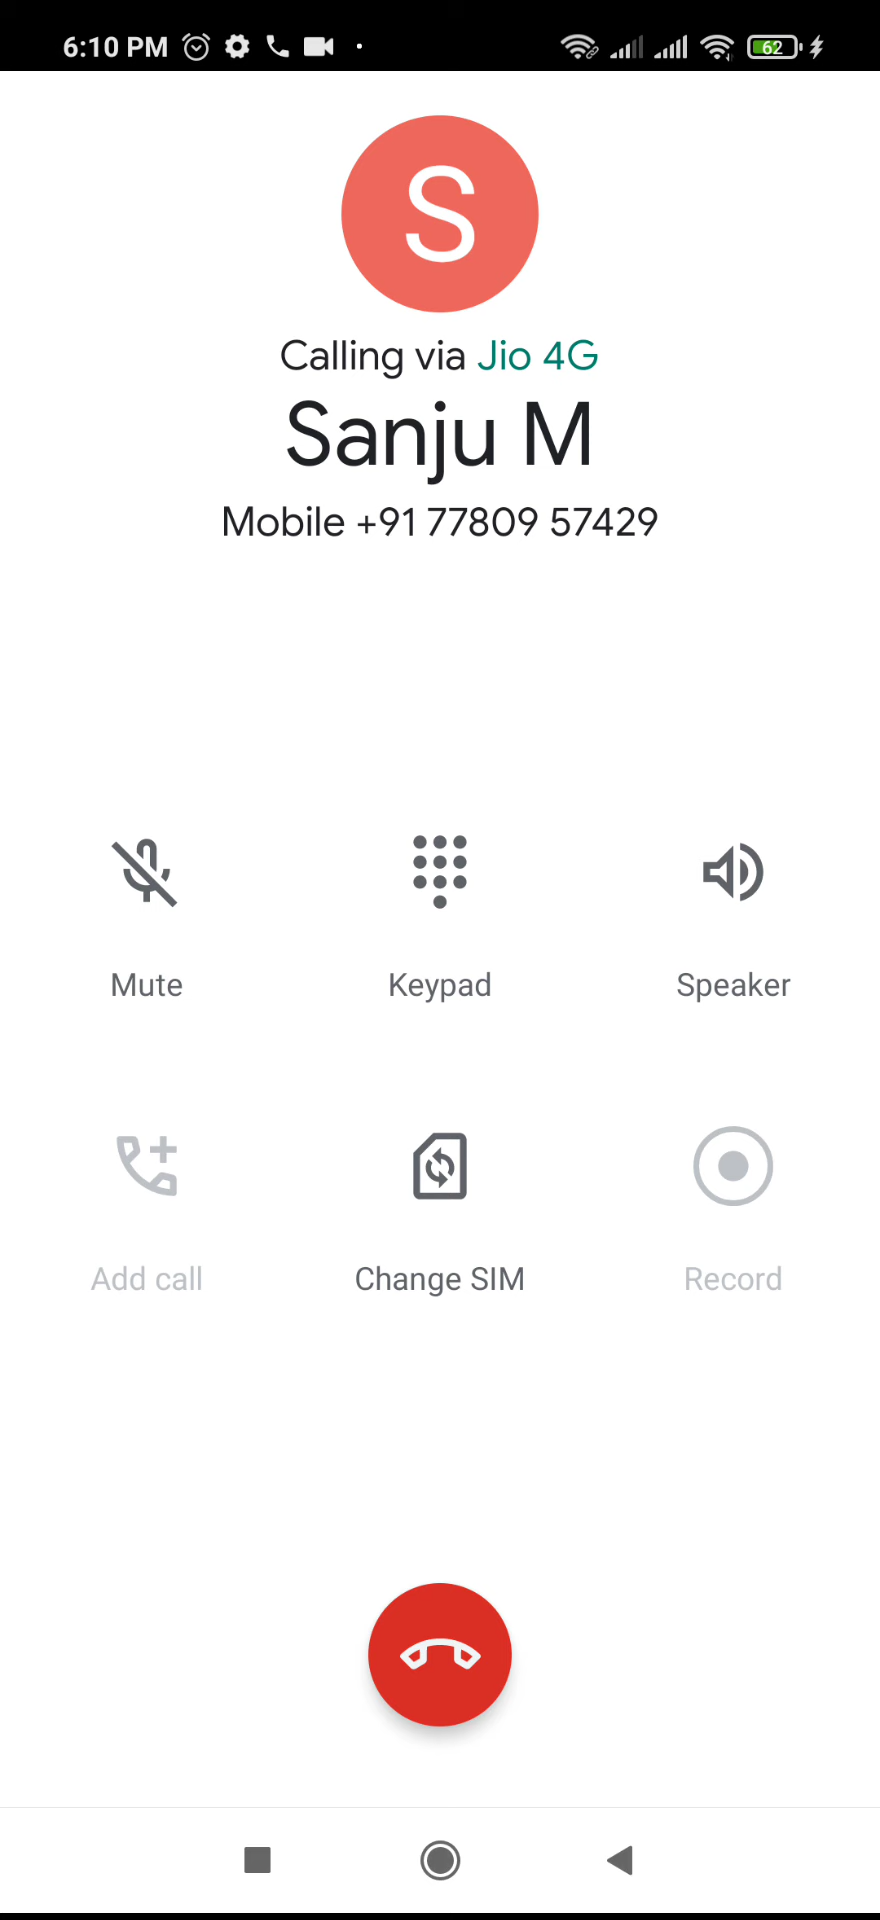 6:10 PM
62
S
Calling via Jio 4G
Sanju M
Mobile +91 77809 57429
Mute Keypad Speaker
Add call Change SIM Record